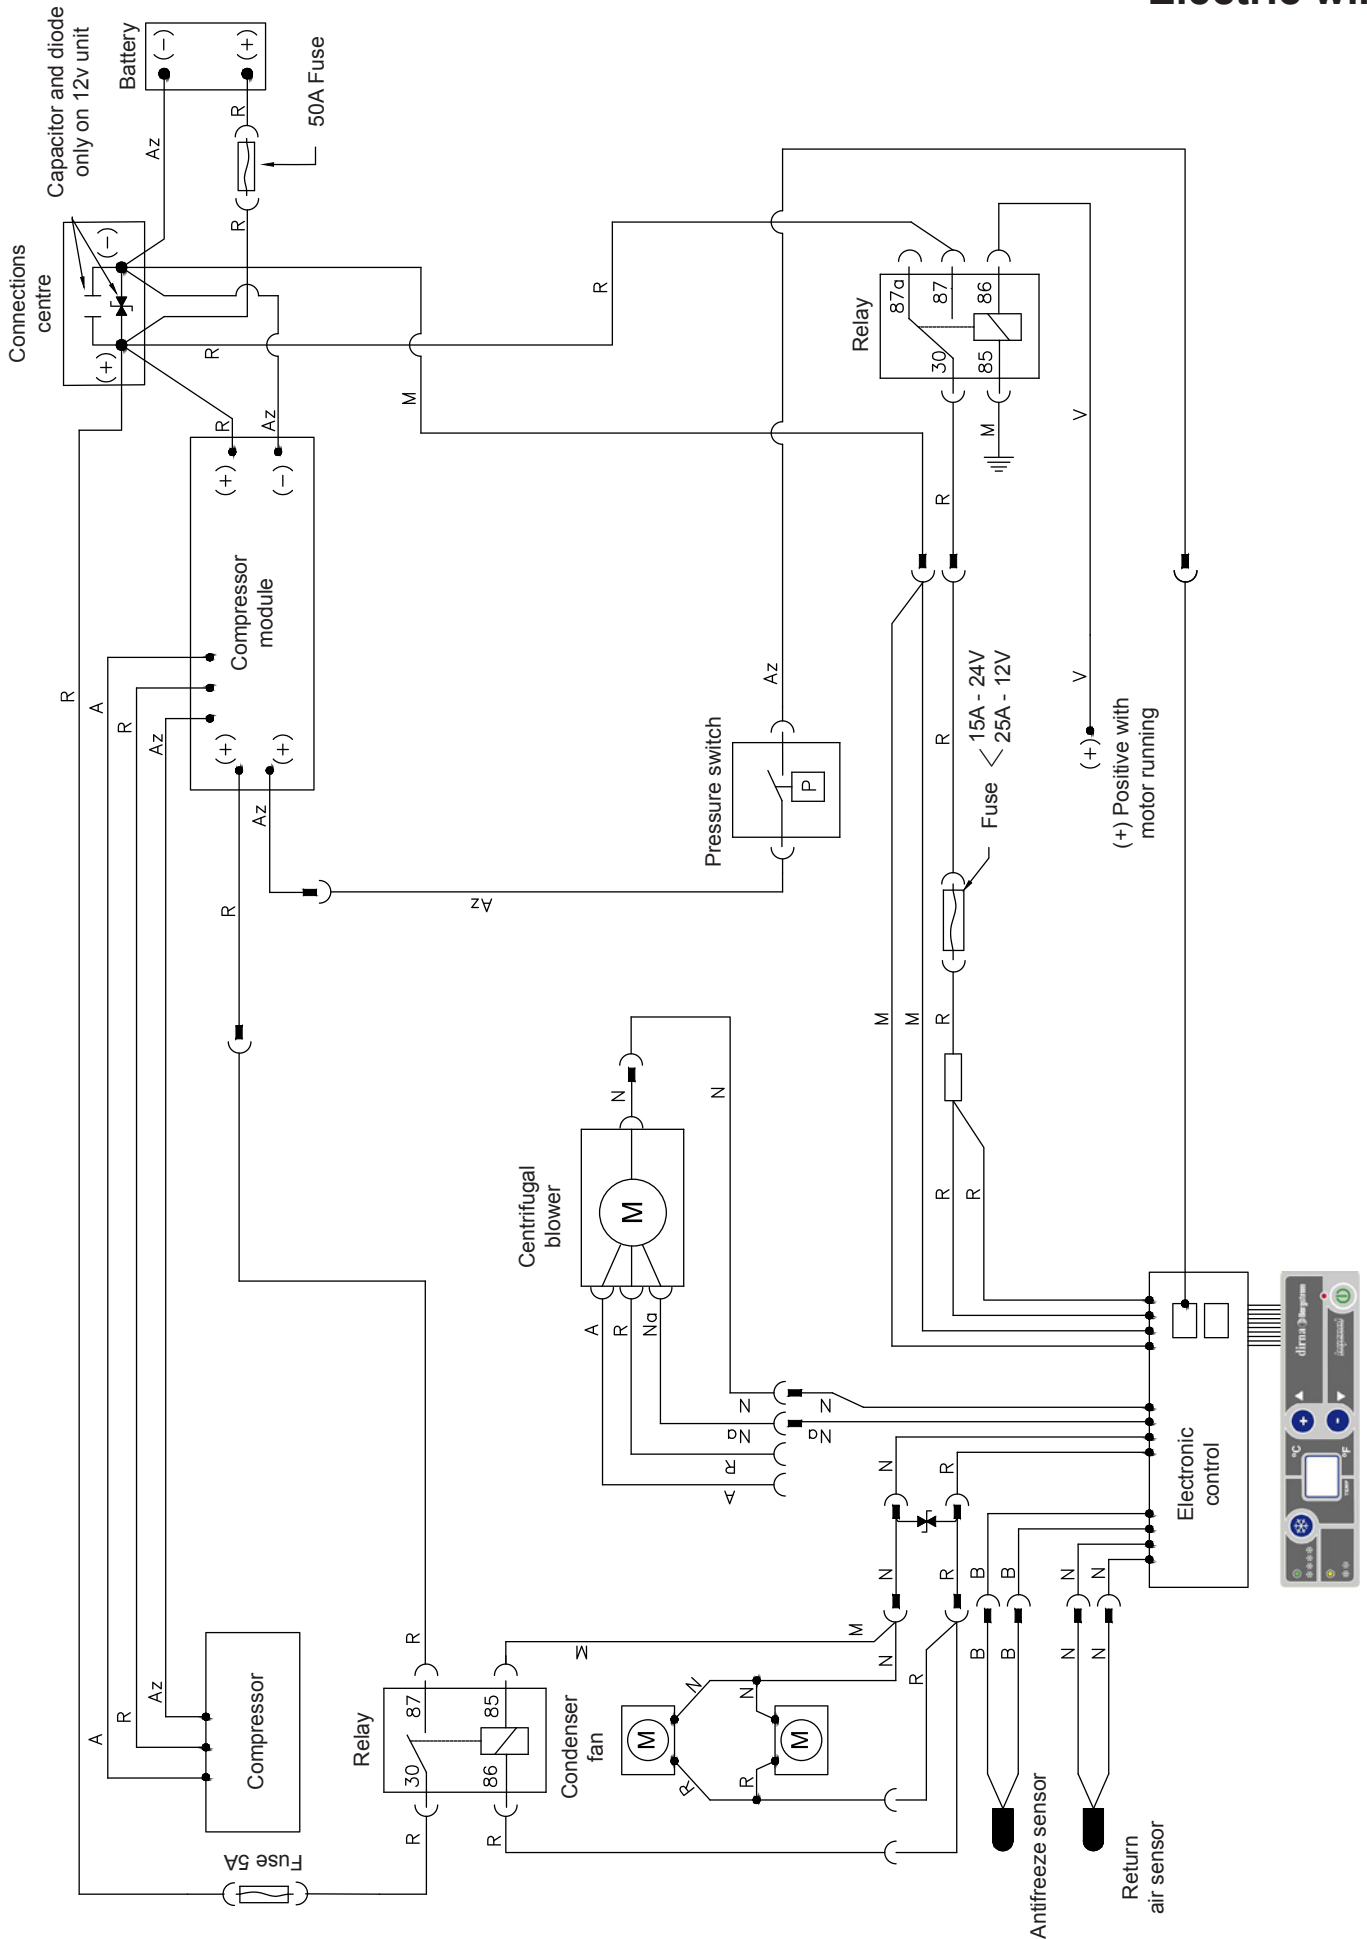 Capacitor and diode
only on 12v unit
Battery
(-)
(+)
R
50A Fuse
Az
R
Connections
centre
(-)
(+)
R
R
Az
R
M
R
Compressor
module
(+)
(-)
(+)
(+)
R
A
R
Az
Az
R
Az
Relay
87a
87
86
30
85
M
V
V
(+)
(+) Positive with
motor running
R
R
Fuse
15A - 24V
25A - 12V
Pressure switch
P
Az
M
M
R
R
R
Centrifugal
blower
M
N
N
A
R
Na
N
Na
R
A
N
Na
N
R
N
R
B
B
N
N
B
B
N
N
Electronic
control
dirna Bergstrom
°C
°F
TEMP
+
-
Relay
87
85
30
86
R
R
R
M
M
N
R
Condenser
fan
M
M
N
N
R
R
Compressor
A
R
Az
Fuse 5A
Antifreeze sensor
Return
air sensor